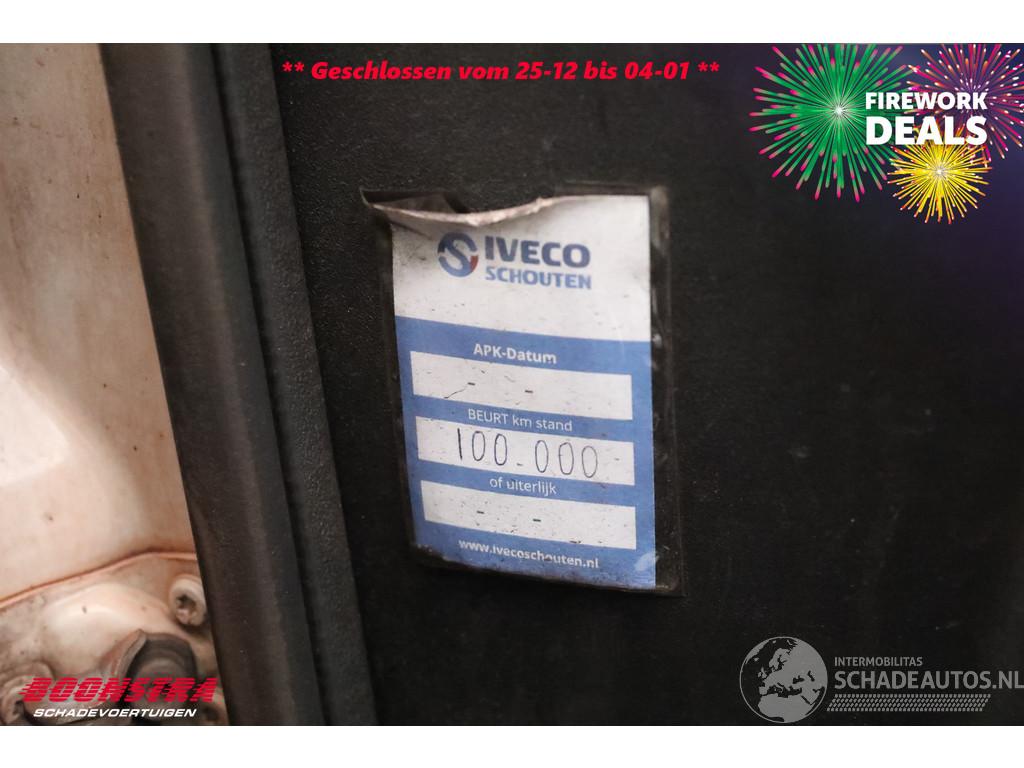 ** Geschlossen vom 25-12 bis 04-01 **
FIREWORK
DEALS
IVECO
SCHOUTEN
APK-Datum
- -
BEURT km stand
100.000
of uiterlijk
- -
www.ivecoschouten.nl
BOONSTRA
SCHADEVOERTUIGEN
INTERMOBILITAS
SCHADEAUTOS.NL